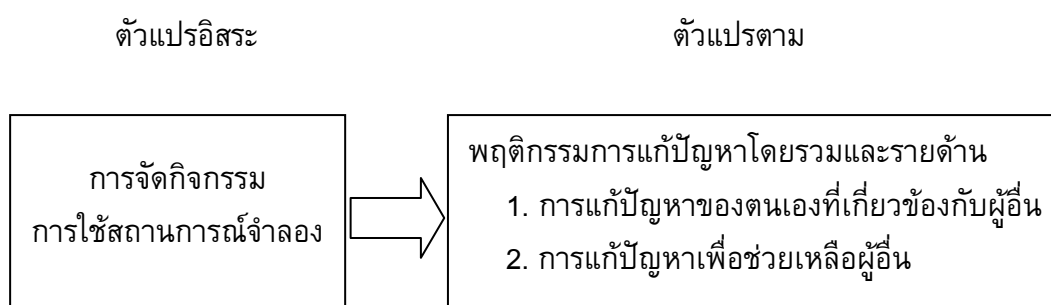 ตัวแปรอิสระ
ตัวแปรตาม
การจัดกิจกรรม
การใช้สถานการณ์จำลอง
พฤติกรรมการแก้ปัญหาโดยรวมและรายด้าน
1. การแก้ปัญหาของตนเองที่เกี่ยวข้องกับผู้อื่น
2. การแก้ปัญหาเพื่อช่วยเหลือผู้อื่น